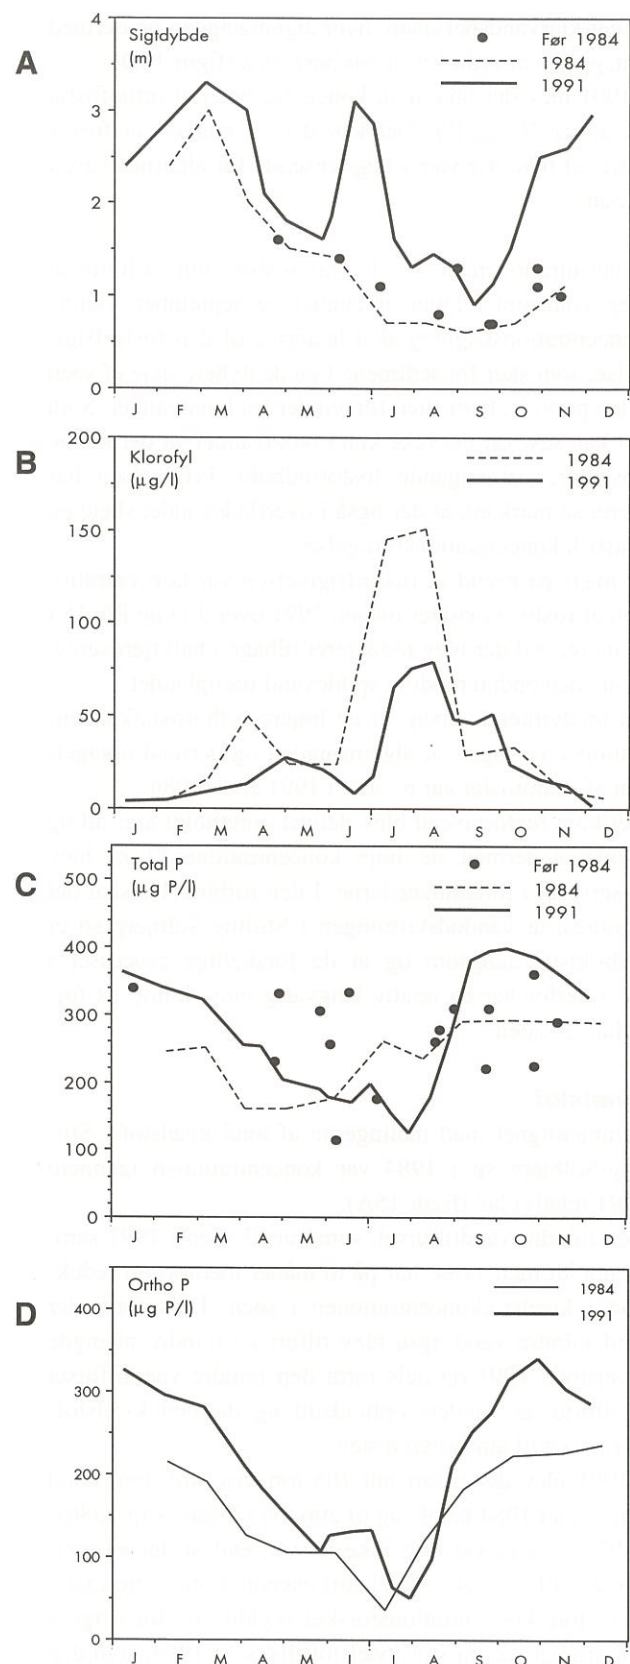 A
Sigtdybde
(m)
Før 1984
1984
1991
4
3
2
1
0
J F M A M J J A S O N D
B
Klorofyl
(µg/l)
1984
1991
200
150
100
50
0
J F M A M J J A S O N D
C
Total P
(µg P/l)
Før 1984
1984
1991
500
400
300
200
100
0
J F M A M J J A S O N D
D
Ortho P
(µg P/l)
1984
1991
400
300
200
100
0
J F M A M J J A S O N D